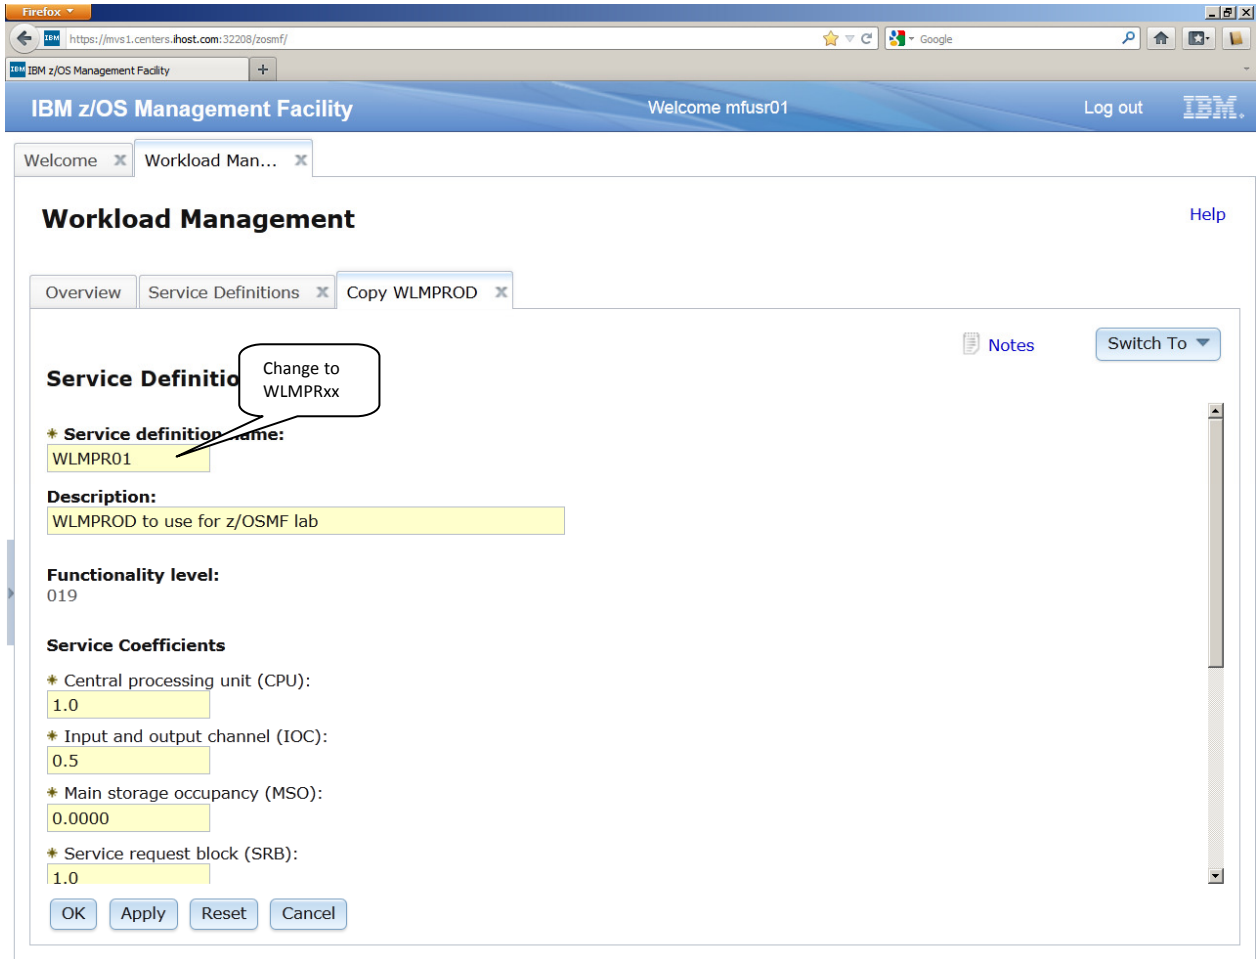 Firefox
IBM https://mvs1.centers.ihost.com:32208/zosmf/
Google
IBM IBM z/OS Management Facility +
IBM z/OS Management Facility Welcome mfusr01 Log out IBM.
Welcome x Workload Man... x
Workload Management Help
Overview Service Definitions x Copy WLMPROD x
Notes Switch To
Change to
WLMPRxx
Service Definitio
* Service definition name:
WLMPR01
Description:
WLMPROD to use for z/OSMF lab
Functionality level:
019
Service Coefficients
* Central processing unit (CPU):
1.0
* Input and output channel (IOC):
0.5
* Main storage occupancy (MSO):
0.0000
* Service request block (SRB):
1.0
OK Apply Reset Cancel